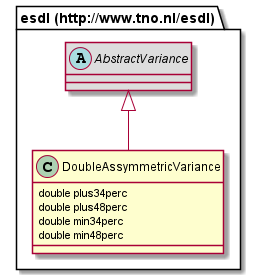 esdl (http://www.tno.nl/esdl)
A AbstractVariance
C DoubleAssymmetricVariance
double plus34perc
double plus48perc
double min34perc
double min48perc